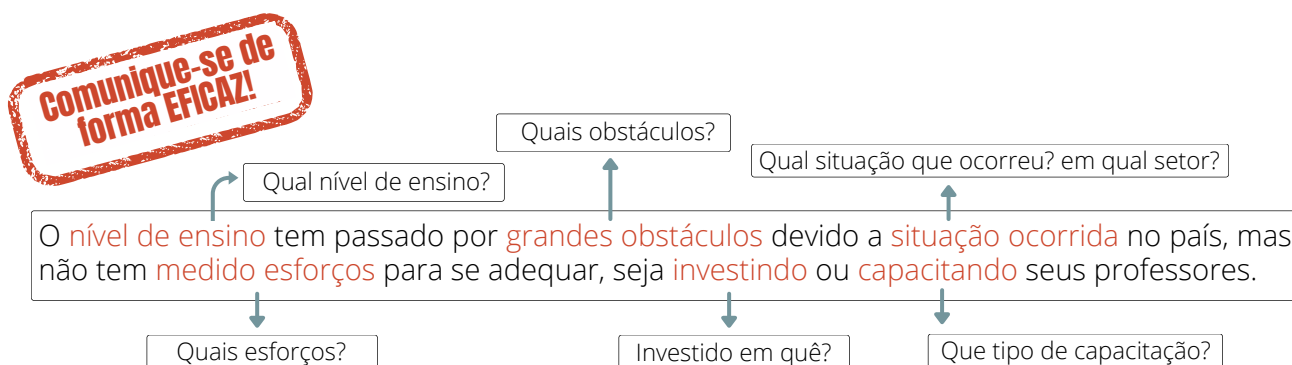 Comunique-se de
forma EFICAZ!
Quais obstáculos?
Qual situação que ocorreu? em qual setor?
Qual nível de ensino?
O nível de ensino tem passado por grandes obstáculos devido a situação ocorrida no país, mas
não tem medido esforços para se adequar, seja investindo ou capacitando seus professores.
Quais esforços?
Investido em quê?
Que tipo de capacitação?